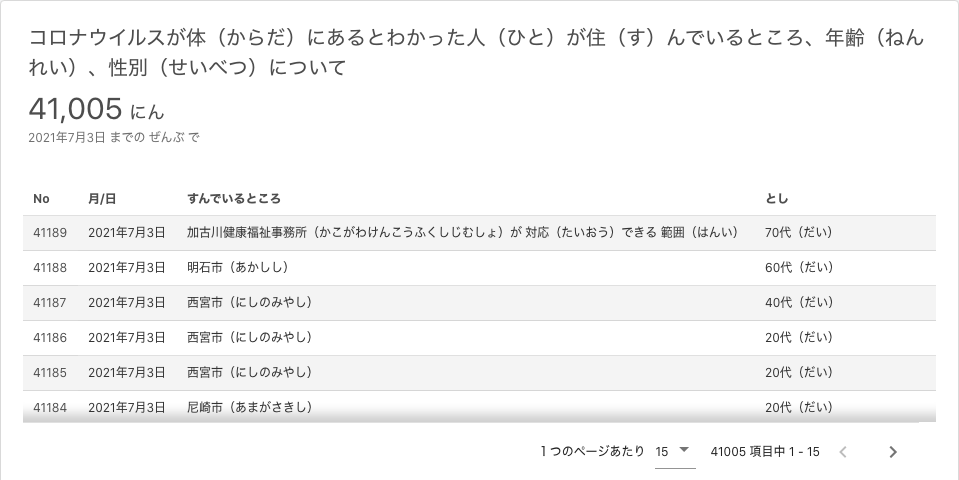 コロナウイルスが体（からだ）にあるとわかった人（ひと）が住（す）んでいるところ、年齢（ねん
れい）、性別（せいべつ）について
41,005 にん
2021年7月3日 までの ぜんぶ で
No 月/日 すんでいるところ とし
41189 2021年7月3日 加古川健康福祉事務所（かこがわけんこうふくしじむしょ）が 対応（たいおう）できる 範囲（はんい） 70代（だい）
41188 2021年7月3日 明石市（あかしし） 60代（だい）
41187 2021年7月3日 西宮市（にしのみやし） 40代（だい）
41186 2021年7月3日 西宮市（にしのみやし） 20代（だい）
41185 2021年7月3日 西宮市（にしのみやし） 20代（だい）
41184 2021年7月3日 尼崎市（あまがさきし） 20代（だい）
1 つのページあたり 15 41005 項目中 1 - 15